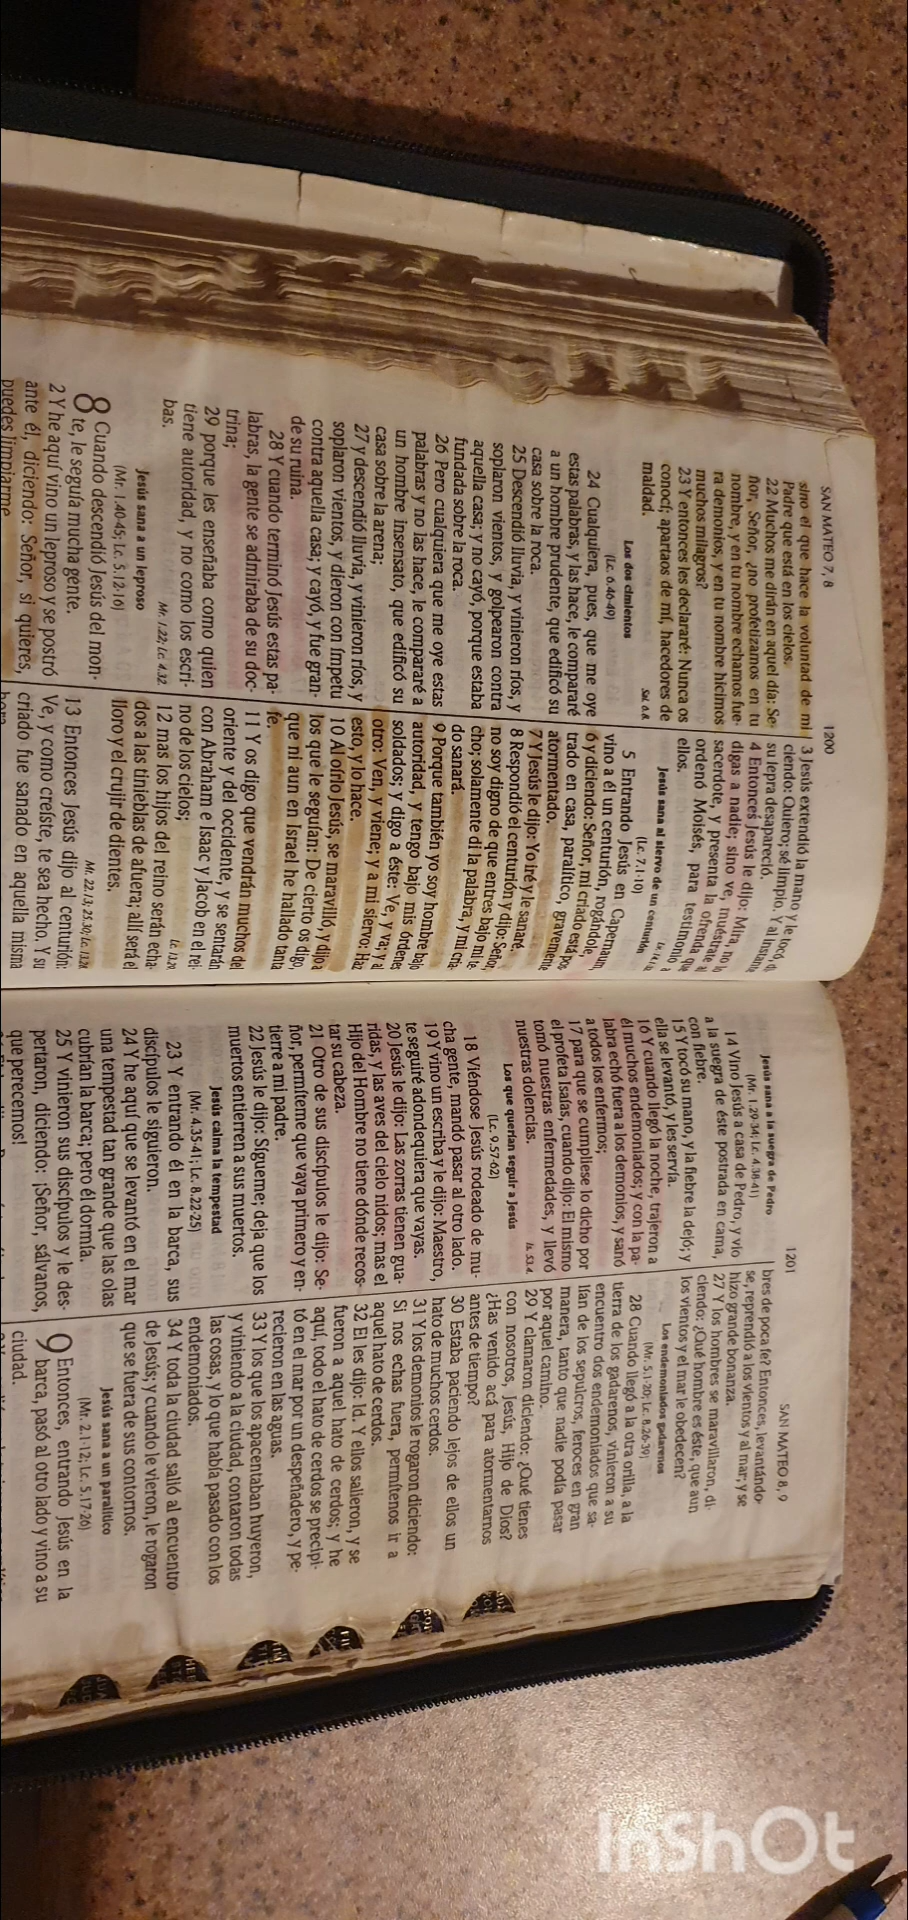 SAN MATEO 7, 8
1200
sino el que hace la voluntad de mi
Padre que está en los cielos.
22 Muchos me dirán en aquel día: Se-
ñor, Señor, ¿no profetizamos en tu
nombre, y en tu nombre echamos fue-
ra demonios, y en tu nombre hicimos
muchos milagros?
23 Y entonces les declararé: Nunca os
conocí; apartaos de mí, hacedores de
maldad.
Sal. 6.8.
Los dos cimientos
(Lc. 6.46-49)
24 Cualquiera, pues, que me oye
estas palabras, y las hace, le compararé
a un hombre prudente, que edificó su
casa sobre la roca.
25 Descendió lluvia, y vinieron ríos, y
soplaron vientos, y golpearon contra
aquella casa; y no cayó, porque estaba
fundada sobre la roca.
26 Pero cualquiera que me oye estas
palabras y no las hace, le compararé a
un hombre insensato, que edificó su
casa sobre la arena;
27 y descendió lluvia, y vinieron ríos, y
soplaron vientos, y dieron con ímpetu
contra aquella casa; y cayó, y fue gran-
de su ruina.
28 Y cuando terminó Jesús estas pa-
labras, la gente se admiraba de su doc-
trina;
29 porque les enseñaba como quien
tiene autoridad, y no como los escri-
bas.
Mr. 1.22; Lc. 4.32.
Jesús sana a un leproso
(Mr. 1.40-45; Lc. 5.12-16)
8 Cuando descendió Jesús del mon-
te, le seguía mucha gente.
2 Y he aquí vino un leproso y se postró
ante él, diciendo: Señor, si quieres,
puedes limpiarme
3 Jesús extendió la mano y le tocó, di-
ciendo: Quiero; sé limpio. Y al instante
su lepra desapareció.
4 Entonces Jesús le dijo: Mira, no lo
digas a nadie; sino ve, muéstrate al
sacerdote, y presenta la ofrenda que
ordenó Moisés, para testimonio a
ellos.
Jesús sana al siervo de un centurión
(Lc. 7.1-10)
5 Entrando Jesús en Capernaum,
vino a él un centurión, rogándole,
6 y diciendo: Señor, mi criado está pos-
trado en casa, paralítico, gravemente
atormentado.
7 Y Jesús le dijo: Yo iré y le sanaré.
8 Respondió el centurión y dijo: Señor,
no soy digno de que entres bajo mi te-
cho; solamente di la palabra, y mi cria-
do sanará.
9 Porque también yo soy hombre bajo
autoridad, y tengo bajo mis órdenes
soldados; y digo a éste: Ve, y va; y al
otro: Ven, y viene; y a mi siervo: Haz
esto, y lo hace.
10 Al oírlo Jesús, se maravilló, y dijo a
los que le seguían: De cierto os digo,
que ni aun en Israel he hallado tanta
fe.
11 Y os digo que vendrán muchos del
oriente y del occidente, y se sentarán
con Abraham e Isaac y Jacob en el rei-
no de los cielos;
12 mas los hijos del reino serán echa-
dos a las tinieblas de afuera; allí será el
lloro y el crujir de dientes.
13 Entonces Jesús dijo al centurión:
Ve, y como creíste, te sea hecho. Y su
criado fue sanado en aquella misma
hora.
1201
SAN MATEO 8, 9
Jesús sana a la suegra de Pedro
(Mr. 1.29-34; Lc. 4.38-41)
14 Vino Jesús a casa de Pedro, y vio
a la suegra de éste postrada en cama,
con fiebre.
15 Y tocó su mano, y la fiebre la dejó; y
ella se levantó, y les servía.
16 Y cuando llegó la noche, trajeron a
él muchos endemoniados; y con la pa-
labra echó fuera a los demonios, y sanó
a todos los enfermos;
17 para que se cumpliese lo dicho por
el profeta Isaías, cuando dijo: El mismo
tomó nuestras enfermedades, y llevó
nuestras dolencias.
Is. 53.4.
Los que querían seguir a Jesús
(Lc. 9.57-62)
18 Viéndose Jesús rodeado de mu-
cha gente, mandó pasar al otro lado.
19 Y vino un escriba y le dijo: Maestro,
te seguiré adondequiera que vayas.
20 Jesús le dijo: Las zorras tienen gua-
ridas, y las aves del cielo nidos; mas el
Hijo del Hombre no tiene dónde recos-
tar su cabeza.
21 Otro de sus discípulos le dijo: Se-
ñor, permíteme que vaya primero y en-
tierre a mi padre.
22 Jesús le dijo: Sígueme; deja que los
muertos entierren a sus muertos.
Jesús calma la tempestad
(Mr. 4.35-41; Lc. 8.22-25)
23 Y entrando él en la barca, sus
discípulos le siguieron.
24 Y he aquí que se levantó en el mar
una tempestad tan grande que las olas
cubrían la barca; pero él dormía.
25 Y vinieron sus discípulos y le des-
pertaron, diciendo: ¡Señor, sálvanos,
que perecemos!
bres de poca fe? Entonces, levantándo-
se, reprendió a los vientos y al mar; y se
hizo grande bonanza.
27 Y los hombres se maravillaron, di-
ciendo: ¿Qué hombre es éste, que aun
los vientos y el mar le obedecen?
Los endemoniados gadarenos
(Mr. 5.1-20; Lc. 8.26-39)
28 Cuando llegó a la otra orilla, a la
tierra de los gadarenos, vinieron a su
encuentro dos endemoniados que sa-
lían de los sepulcros, feroces en gran
manera, tanto que nadie podía pasar
por aquel camino.
29 Y clamaron diciendo: ¿Qué tienes
con nosotros, Jesús, Hijo de Dios?
¿Has venido acá para atormentarnos
antes de tiempo?
30 Estaba paciendo lejos de ellos un
hato de muchos cerdos.
31 Y los demonios le rogaron diciendo:
Si nos echas fuera, permítenos ir a
aquel hato de cerdos.
32 El les dijo: Id. Y ellos salieron, y se
fueron a aquel hato de cerdos; y he
aquí, todo el hato de cerdos se precipi-
tó en el mar por un despeñadero, y pe-
recieron en las aguas.
33 Y los que los apacentaban huyeron,
y viniendo a la ciudad, contaron todas
las cosas, y lo que había pasado con los
endemoniados.
34 Y toda la ciudad salió al encuentro
de Jesús; y cuando le vieron, le rogaron
que se fuera de sus contornos.
Jesús sana a un paralítico
(Mr. 2.1-12; Lc. 5.17-26)
9 Entonces, entrando Jesús en la
barca, pasó al otro lado y vino a su
ciudad.
InShOt